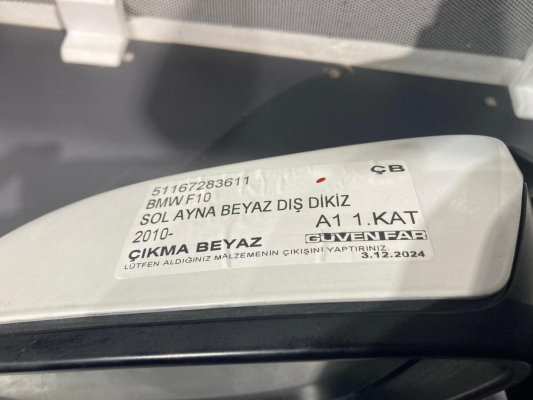 51167283611 ÇB
BMW F10
SOL AYNA BEYAZ DIŞ DİKİZ
2010- A1 1.KAT
ÇIKMA BEYAZ GÜVEN FAR
LÜTFEN ALDIĞINIZ MALZEMENİN ÇIKIŞINI YAPTIRINIZ. 3.12.2024